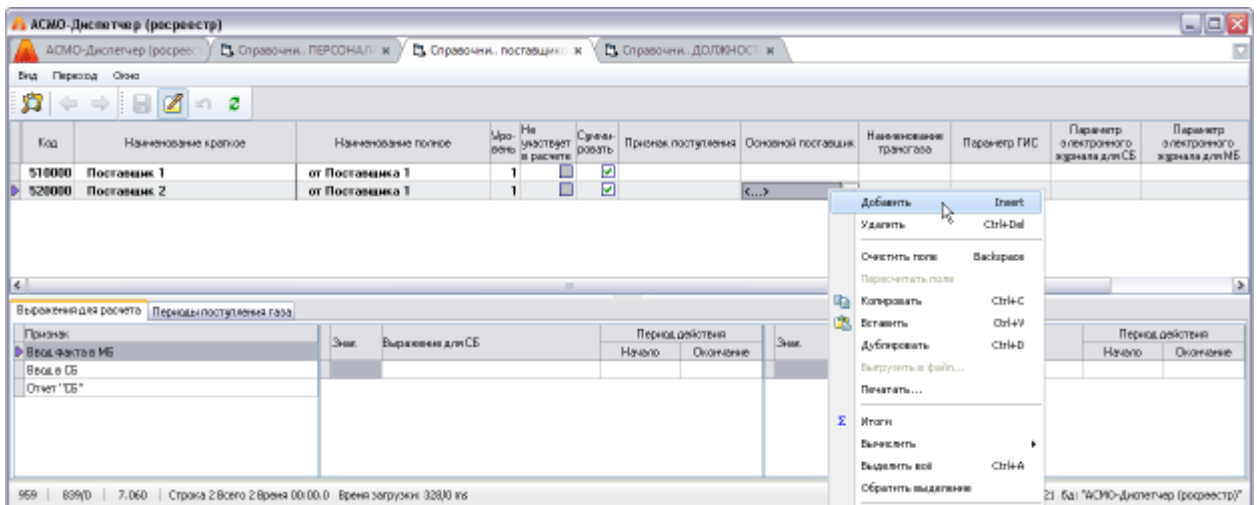 АСМО-Диспетчер (росреестр)
АСМО-Диспетчер (росреес Справочни.. ПЕРСОНАЛ Справочни.. поставщико Справочни.. ДОЛЖНОСТ
Вид Переход Окно
Код Наименование краткое Наименование полное Уро-вень Не участвует в расчете Сумми-ровать Признак поступления Основной поставщик Наименование трансгаза Параметр ГИС Параметр электронного журнала для СБ Параметр электронного журнала для МБ
510000 Поставщик 1 от Поставщика 1 1
520000 Поставщик 2 от Поставщика 1 1 <...>
Добавить Insert
Удалить Ctrl+Del
Очистить поле Backspace
Пересчитать поле
Копировать Ctrl+C
Вставить Ctrl+V
Дублировать Ctrl+D
Выгрузить в файл...
Печатать...
Σ Итоги
Вычислить
Выделить всё Ctrl+A
Обратить выделение
Выражения для расчета Периоды поступления газа
Признак Знак. Выражение для СБ Период действия Знак. Период действия
Начало Окончание Начало Окончание
Ввод факта в МБ
Ввод в СБ
Отчет "СБ"
959 839/0 7.060 Строка 2 Всего 2 Время 00:00.0 Время загрузки: 328/0 ms 21 бд: "АСМО-Диспетчер (росреестр)"